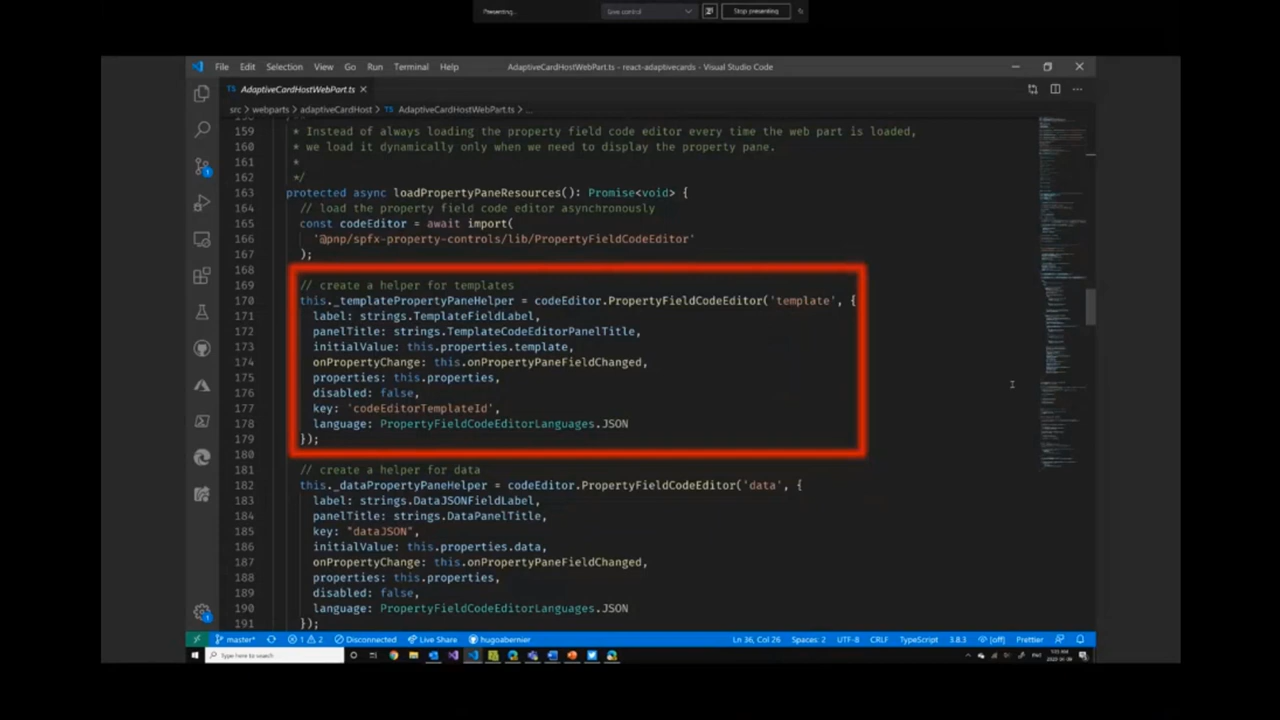 Presenting...
Give control
Stop presenting
File Edit Selection View Go Run Terminal Help
AdaptiveCardHostWebPart.ts - react-adaptivecards - Visual Studio Code
TS AdaptiveCardHostWebPart.ts
src > webparts > adaptiveCardHost > TS AdaptiveCardHostWebPart.ts > ...
159 * Instead of always loading the property field code editor every time the web part is loaded,
160 * we load it dynamically only when we need to display the property pane.
161 *
162 */
163 protected async loadPropertyPaneResources(): Promise<void> {
164 // load the property field code editor asynchronously
165 const codeEditor = await import(
166 '@pnp/spfx-property-controls/lib/PropertyFieldCodeEditor'
167 );
168
169 // create a helper for templates
170 this._templatePropertyPaneHelper = codeEditor.PropertyFieldCodeEditor('template', {
171 label: strings.TemplateFieldLabel,
172 panelTitle: strings.TemplateCodeEditorPanelTitle,
173 initialValue: this.properties.template,
174 onPropertyChange: this.onPropertyPaneFieldChanged,
175 properties: this.properties,
176 disabled: false,
177 key: 'codeEditorTemplateId',
178 language: PropertyFieldCodeEditorLanguages.JSON
179 });
180
181 // create a helper for data
182 this._dataPropertyPaneHelper = codeEditor.PropertyFieldCodeEditor('data', {
183 label: strings.DataJSONFieldLabel,
184 panelTitle: strings.DataPanelTitle,
185 key: "dataJSON",
186 initialValue: this.properties.data,
187 onPropertyChange: this.onPropertyPaneFieldChanged,
188 properties: this.properties,
189 disabled: false,
190 language: PropertyFieldCodeEditorLanguages.JSON
191 });
master* 1 2 Disconnected Live Share hugoabernier Ln 36, Col 26 Spaces: 2 UTF-8 CRLF TypeScript 3.8.3 [off] Prettier
Type here to search